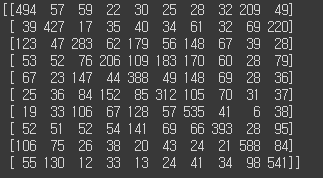 [[494 57 59 22 30 25 28 32 209 49]
[ 39 427 17 35 40 34 61 32 69 220]
[123 47 283 62 179 56 148 67 39 28]
[ 53 52 76 206 109 183 170 60 28 79]
[ 67 23 147 44 388 49 148 69 28 36]
[ 25 36 84 152 85 312 105 70 31 37]
[ 19 33 106 67 128 57 535 41 6 38]
[ 52 51 52 54 141 69 66 393 28 95]
[106 75 26 38 20 43 24 21 588 84]
[ 55 130 12 33 13 24 41 34 98 541]]